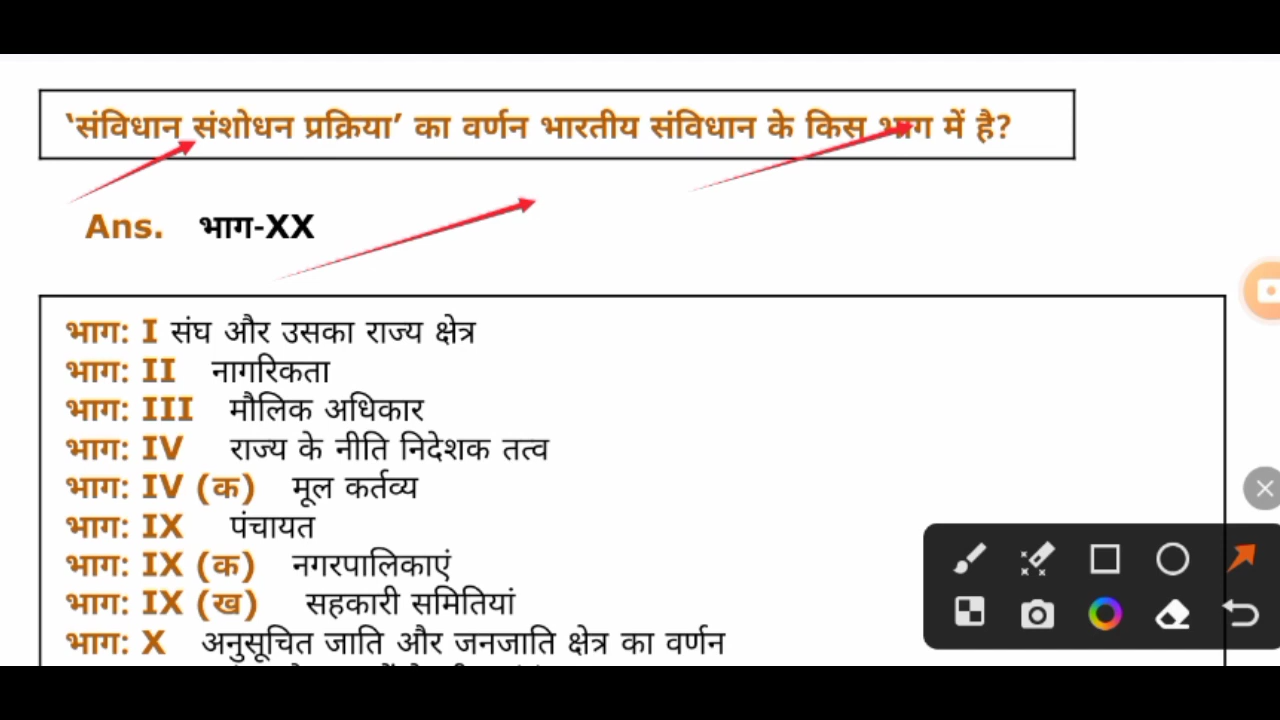 ‘संविधान संशोधन प्रक्रिया’ का वर्णन भारतीय संविधान के किस भाग में है?
Ans. भाग-XX
भाग: I संघ और उसका राज्य क्षेत्र
भाग: II नागरिकता
भाग: III मौलिक अधिकार
भाग: IV राज्य के नीति निदेशक तत्व
भाग: IV (क) मूल कर्तव्य
भाग: IX पंचायत
भाग: IX (क) नगरपालिकाएं
भाग: IX (ख) सहकारी समितियां
भाग: X अनुसूचित जाति और जनजाति क्षेत्र का वर्णन